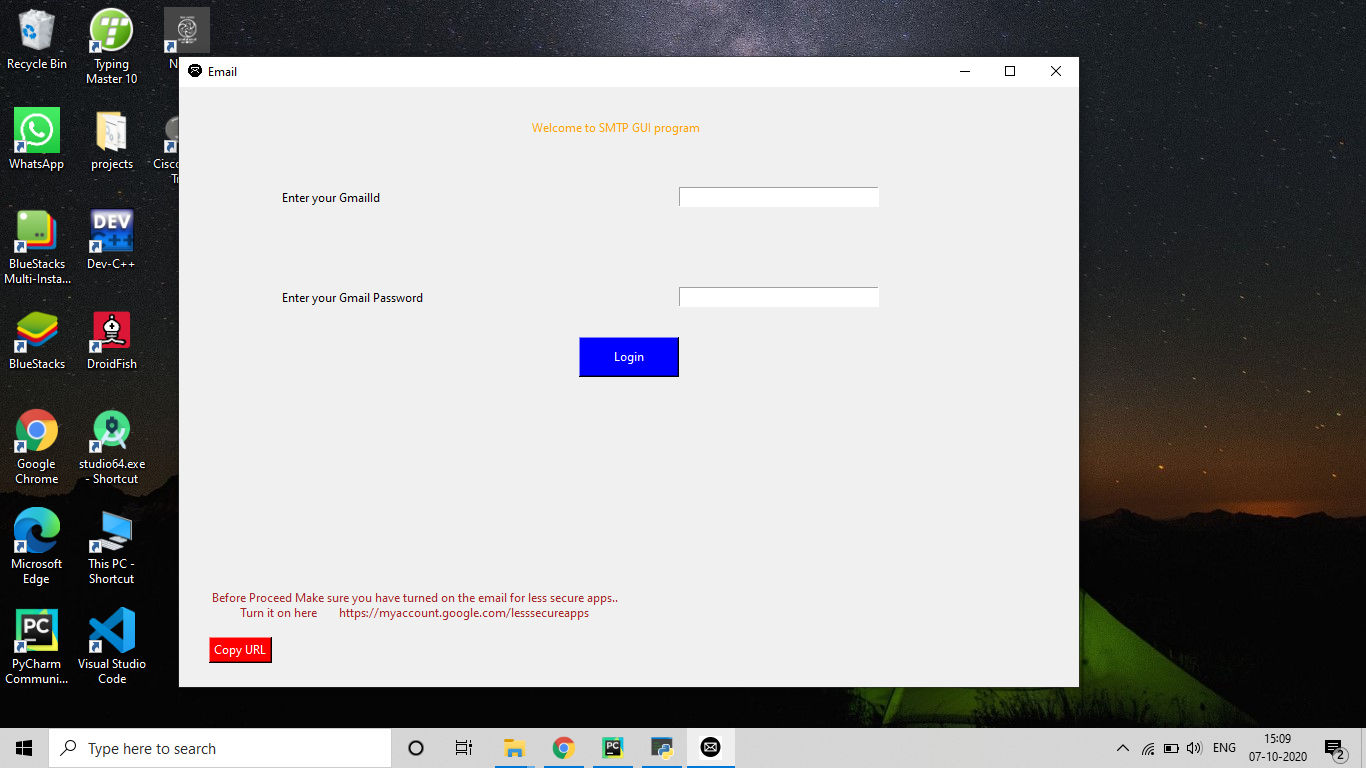 Recycle Bin
Typing
Master 10
N
WhatsApp
projects
Cisco
Tr
BlueStacks
Multi-Insta...
DEV
C++
Dev-C++
BlueStacks
DroidFish
Google
Chrome
studio64.exe
- Shortcut
Microsoft
Edge
This PC -
Shortcut
PC
PyCharm
Communi...
Visual Studio
Code
Email
Welcome to SMTP GUI program
Enter your GmailId
Enter your Gmail Password
Login
Before Proceed Make sure you have turned on the email for less secure apps..
Turn it on here https://myaccount.google.com/lesssecureapps
Copy URL
Type here to search
PC
ENG
15:09
07-10-2020
2